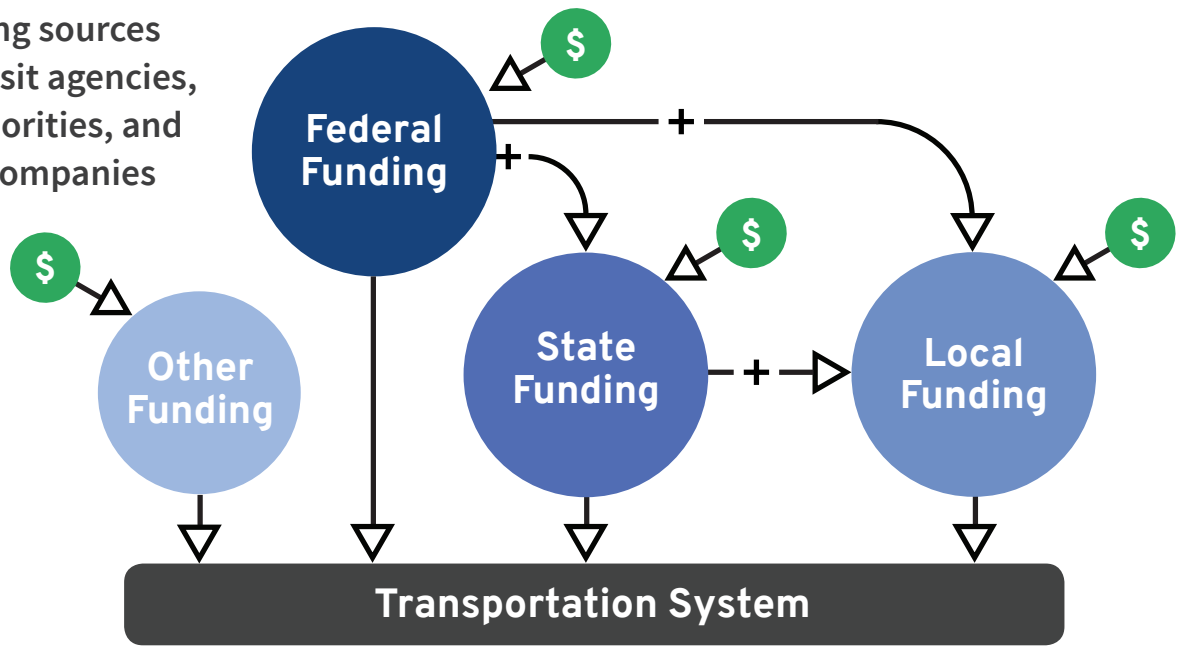 ng sources
sit agencies,
orities, and
ompanies
$
Federal
Funding
+
+
$
$
$
Other
Funding
State
Funding
+
Local
Funding
Transportation System